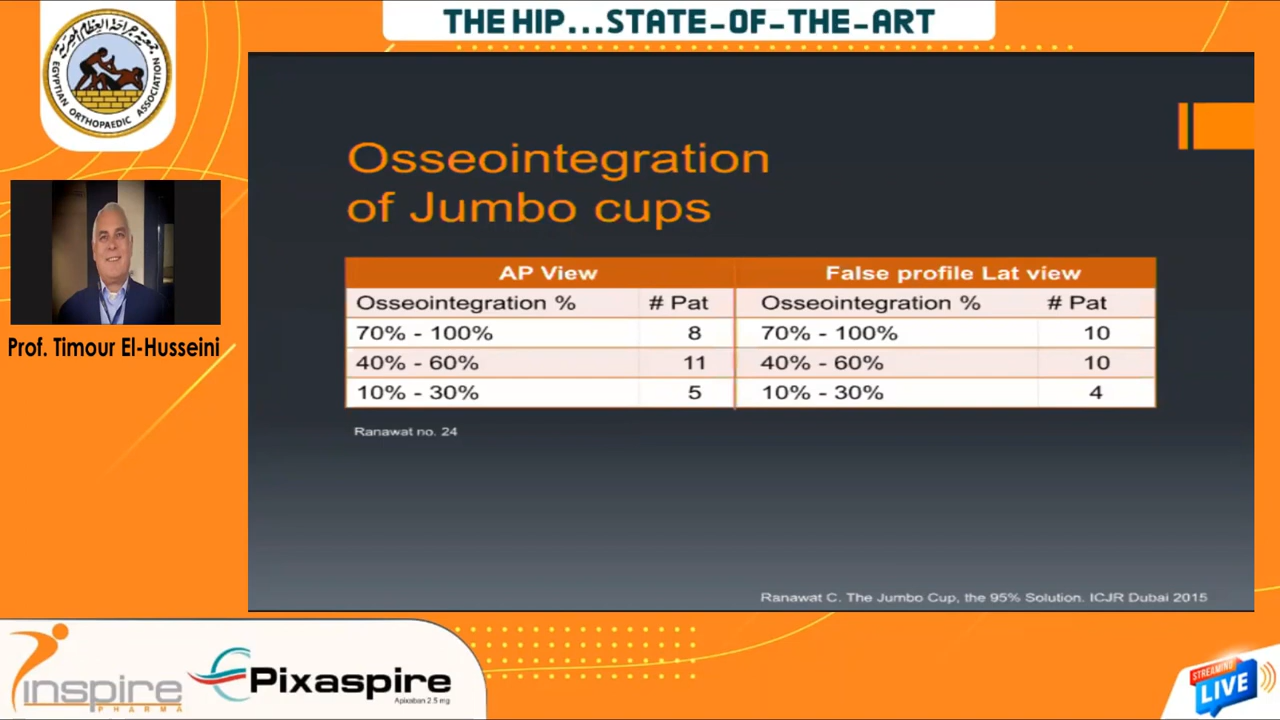 THE HIP...STATE-OF-THE-ART
EGYPTIAN ORTHOPAEDIC ASSOCIATION
Prof. Timour El-Husseini
Osseointegration
of Jumbo cups
AP View False profile Lat view
Osseointegration % # Pat Osseointegration % # Pat
70% - 100% 8 70% - 100% 10
40% - 60% 11 40% - 60% 10
10% - 30% 5 10% - 30% 4
Ranawat no. 24
Ranawat C. The Jumbo Cup, the 95% Solution. ICJR Dubai 2015
inspire
PHARMA
Pixaspire
Apixaban 2.5 mg
STREAMING
LIVE